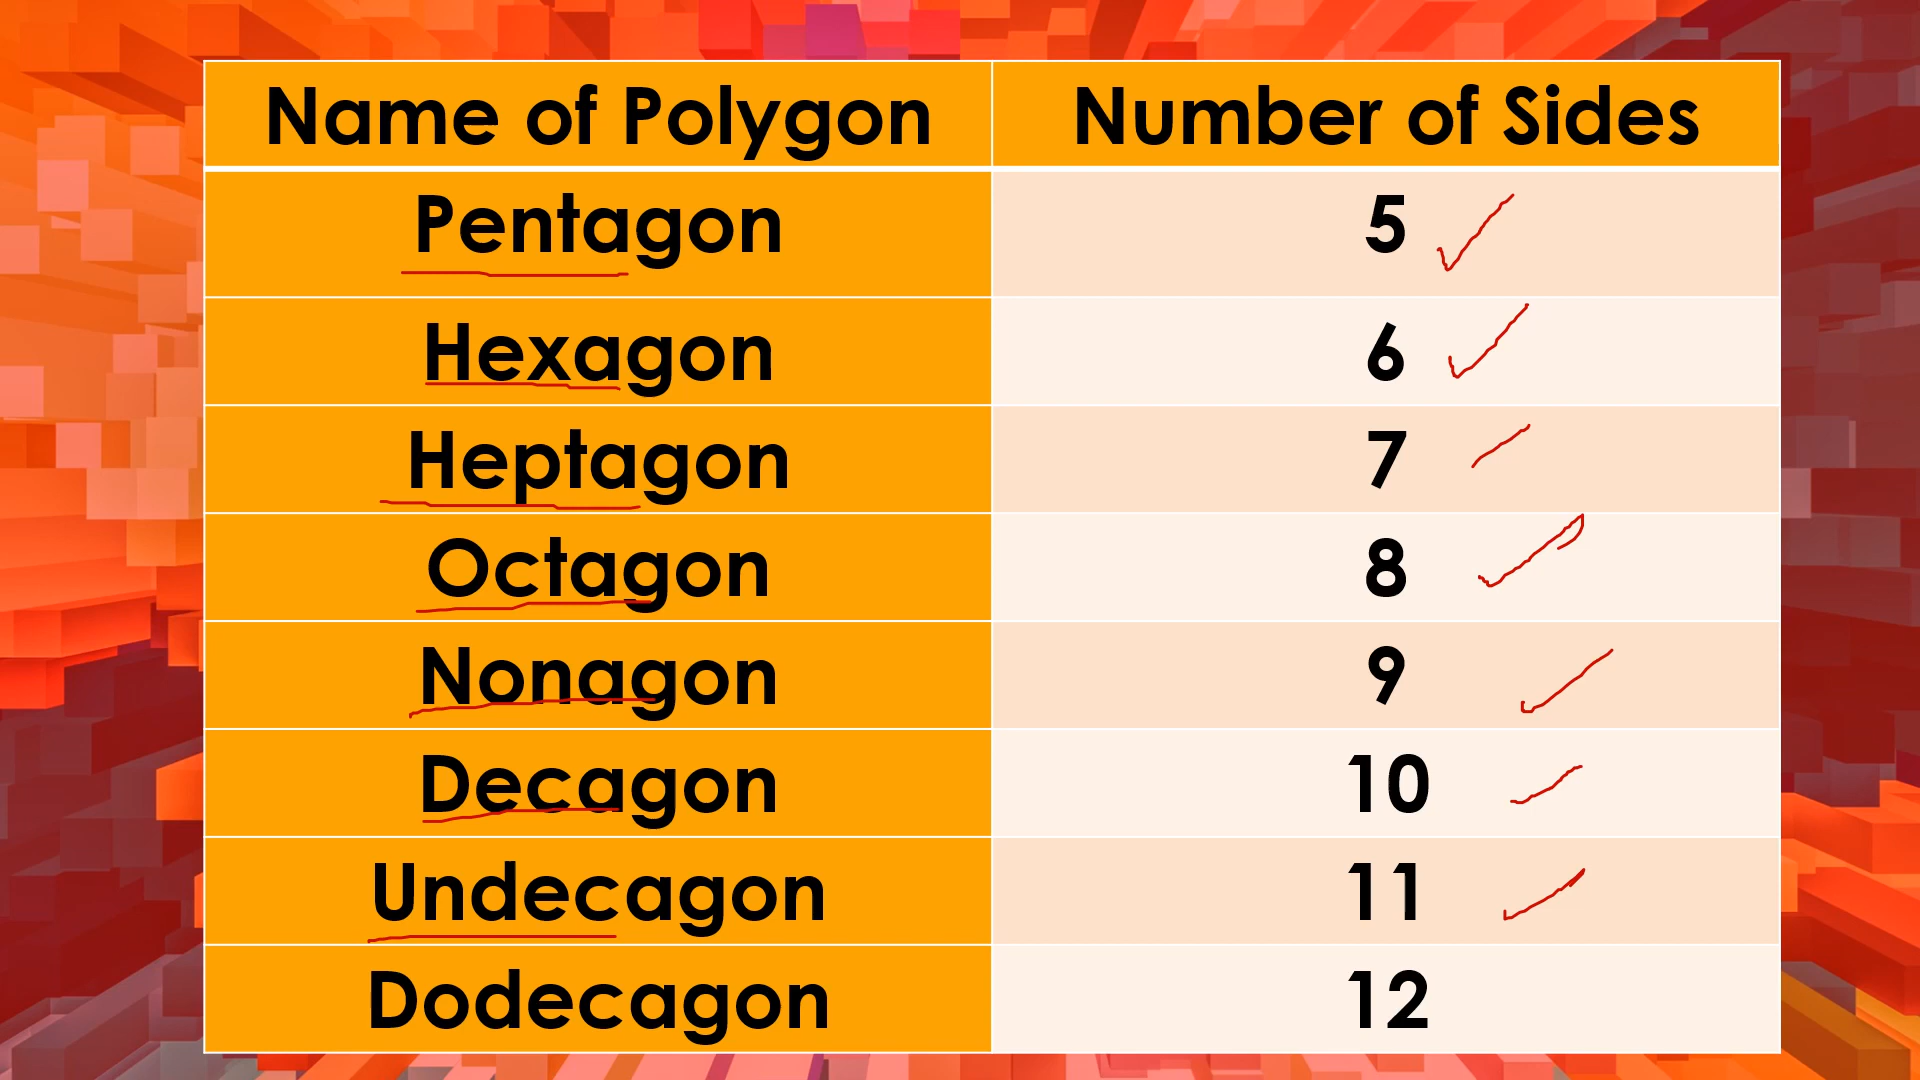 Name of Polygon Number of Sides
Pentagon 5
Hexagon 6
Heptagon 7
Octagon 8
Nonagon 9
Decagon 10
Undecagon 11
Dodecagon 12